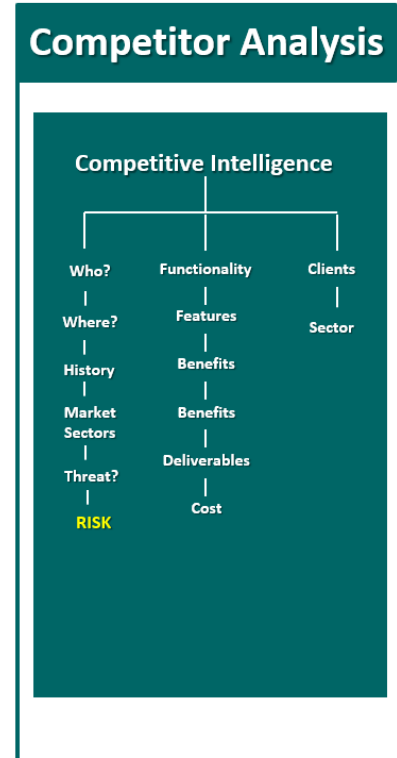 Competitor Analysis
Competitive Intelligence
Who?
Where?
History
Market
Sectors
Threat?
RISK
Functionality
Features
Benefits
Benefits
Deliverables
Cost
Clients
Sector